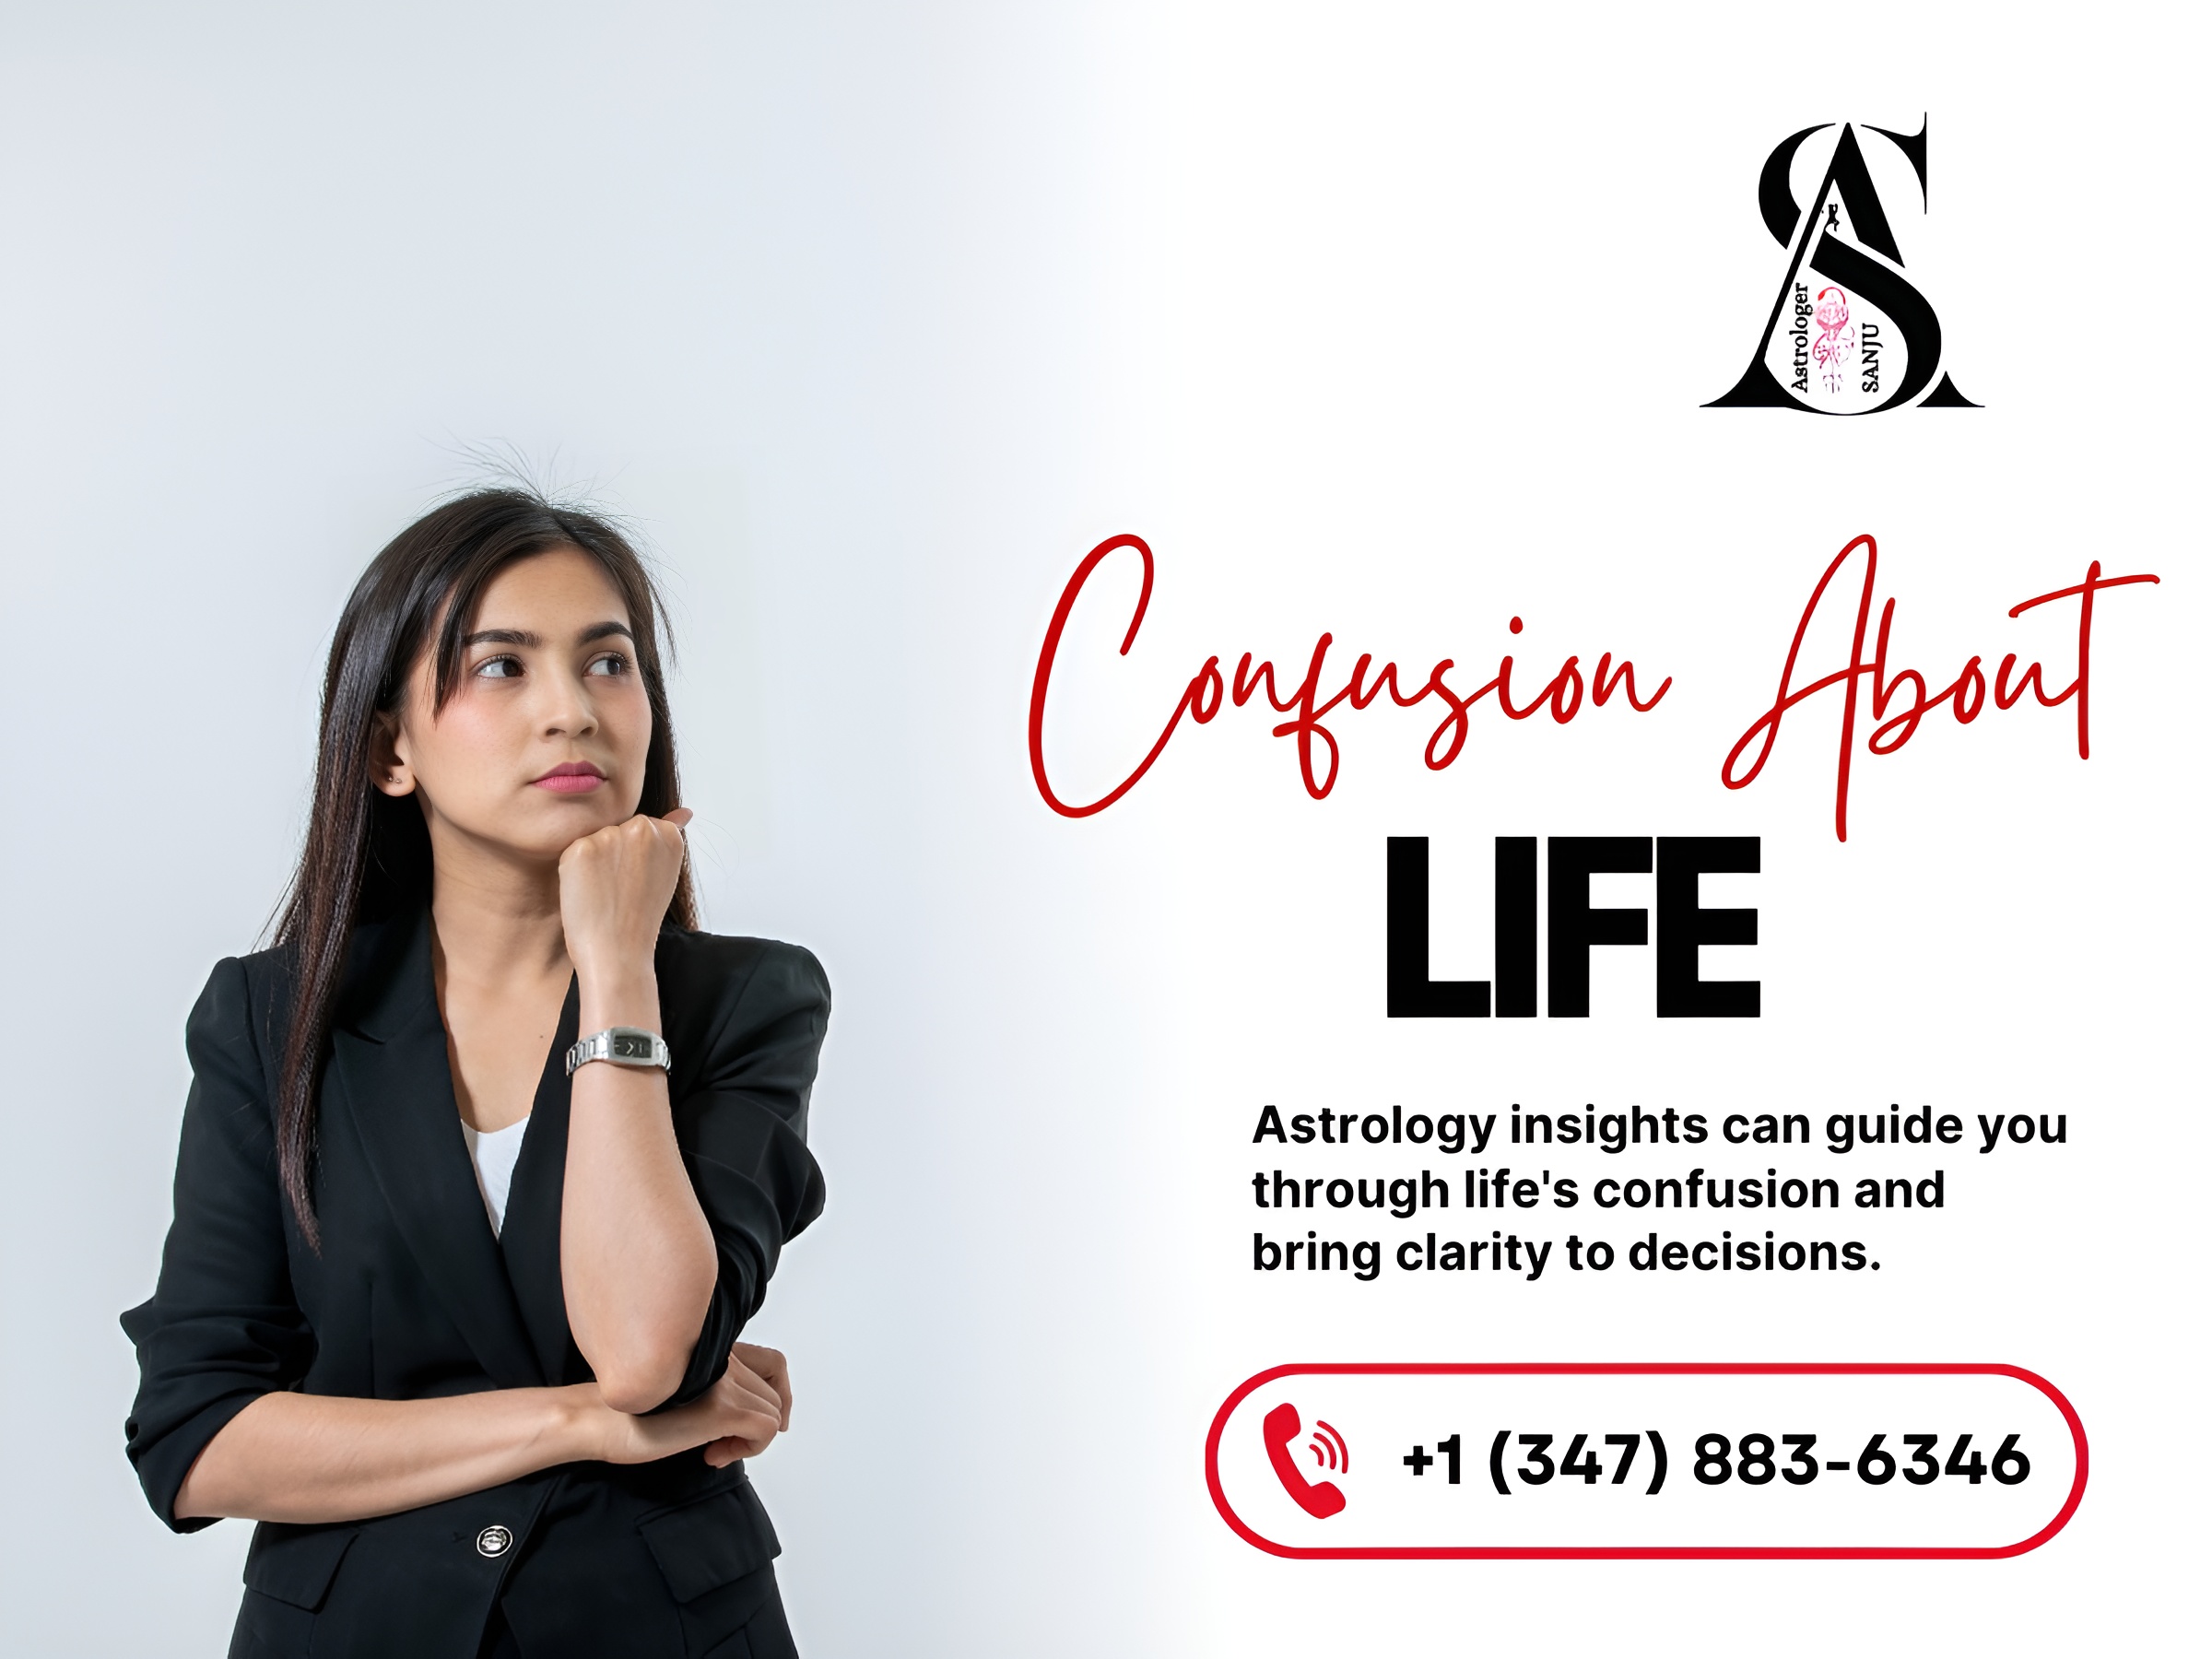 AS
Astrologer
SANJU
Confusion About
LIFE
Astrology insights can guide you
through life's confusion and
bring clarity to decisions.
+1 (347) 883-6346